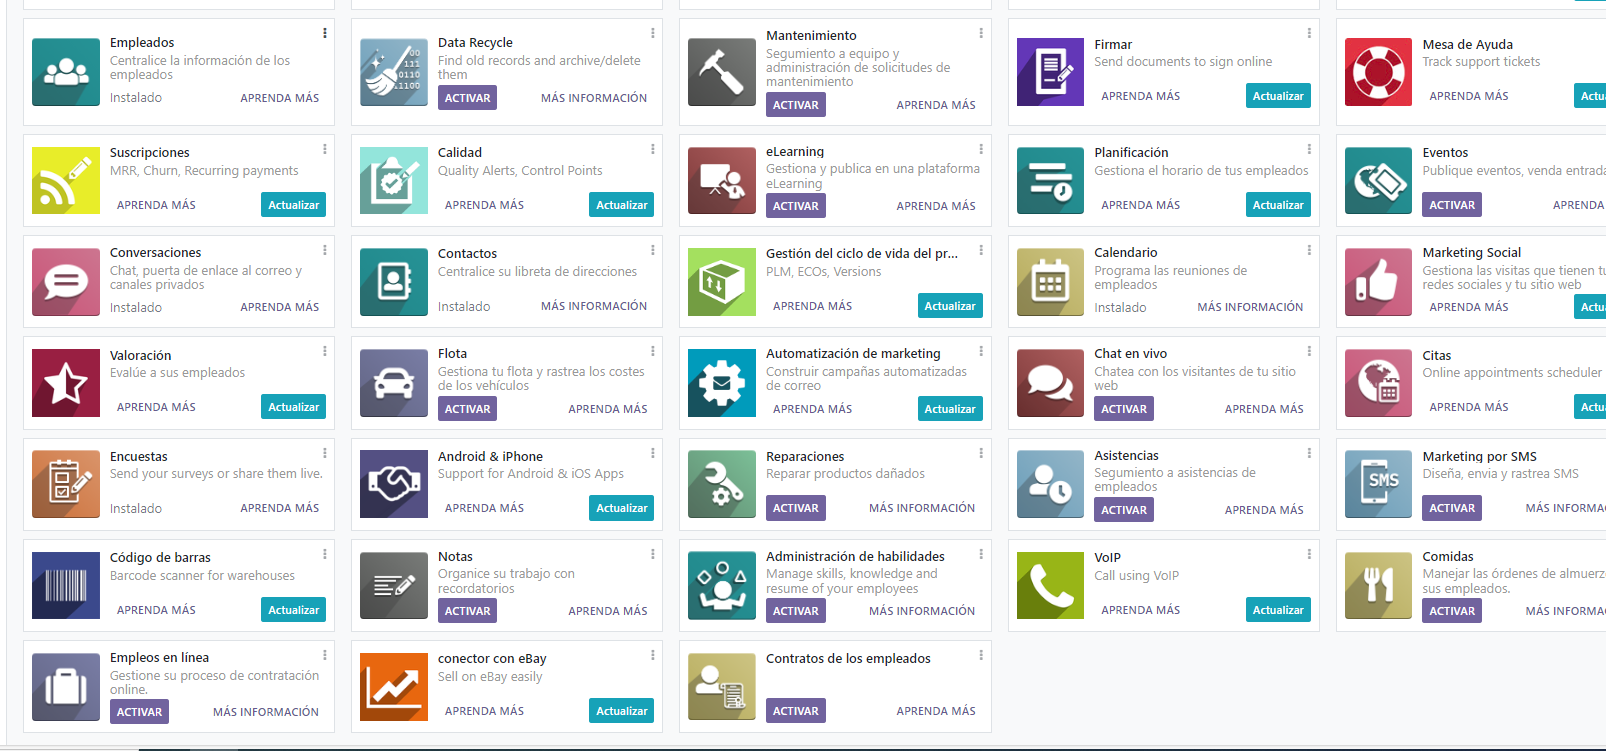 Empleados
Centralice la información de los
empleados
Instalado APRENDA MÁS
Data Recycle
Find old records and archive/delete
them
ACTIVAR MÁS INFORMACIÓN
Mantenimiento
Segumiento a equipo y
administración de solicitudes de
mantenimiento
ACTIVAR APRENDA MÁS
Firmar
Send documents to sign online
APRENDA MÁS Actualizar
Mesa de Ayuda
Track support tickets
APRENDA MÁS Actu
Suscripciones
MRR, Churn, Recurring payments
APRENDA MÁS Actualizar
Calidad
Quality Alerts, Control Points
APRENDA MÁS Actualizar
eLearning
Gestiona y publica en una plataforma
eLearning
ACTIVAR APRENDA MÁS
Planificación
Gestiona el horario de tus empleados
APRENDA MÁS Actualizar
Eventos
Publique eventos, venda entrada
ACTIVAR APRENDA
Conversaciones
Chat, puerta de enlace al correo y
canales privados
Instalado APRENDA MÁS
Contactos
Centralice su libreta de direcciones
Instalado MÁS INFORMACIÓN
Gestión del ciclo de vida del pr...
PLM, ECOs, Versions
APRENDA MÁS Actualizar
Calendario
Programa las reuniones de
empleados
Instalado MÁS INFORMACIÓN
Marketing Social
Gestiona las visitas que tienen tu
redes sociales y tu sitio web
APRENDA MÁS Actu
Valoración
Evalúe a sus empleados
APRENDA MÁS Actualizar
Flota
Gestiona tu flota y rastrea los costes
de los vehículos
ACTIVAR APRENDA MÁS
Automatización de marketing
Construir campañas automatizadas
de correo
APRENDA MÁS Actualizar
Chat en vivo
Chatea con los visitantes de tu sitio
web
ACTIVAR APRENDA MÁS
Citas
Online appointments scheduler
APRENDA MÁS Actu
Encuestas
Send your surveys or share them live.
Instalado APRENDA MÁS
Android & iPhone
Support for Android & iOS Apps
APRENDA MÁS Actualizar
Reparaciones
Reparar productos dañados
ACTIVAR MÁS INFORMACIÓN
Asistencias
Segumiento a asistencias de
empleados
ACTIVAR APRENDA MÁS
SMS
Marketing por SMS
Diseña, envia y rastrea SMS
ACTIVAR MÁS INFORMA
Código de barras
Barcode scanner for warehouses
APRENDA MÁS Actualizar
Notas
Organice su trabajo con
recordatorios
ACTIVAR APRENDA MÁS
Administración de habilidades
Manage skills, knowledge and
resume of your employees
ACTIVAR MÁS INFORMACIÓN
VoIP
Call using VoIP
APRENDA MÁS Actualizar
Comidas
Manejar las órdenes de almuerz
sus empleados.
ACTIVAR MÁS INFORMA
Empleos en línea
Gestione su proceso de contratación
online.
ACTIVAR MÁS INFORMACIÓN
conector con eBay
Sell on eBay easily
APRENDA MÁS Actualizar
Contratos de los empleados
ACTIVAR APRENDA MÁS